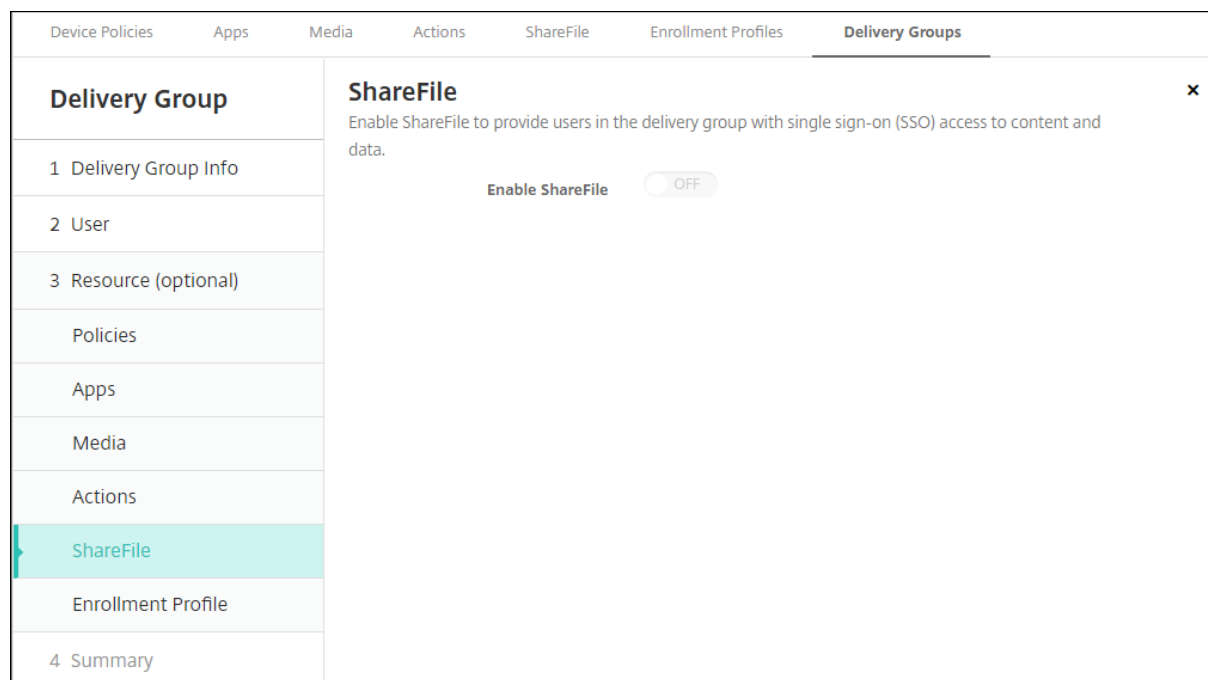 Device Policies Apps Media Actions ShareFile Enrollment Profiles Delivery Groups
Delivery Group
1 Delivery Group Info
2 User
3 Resource (optional)
Policies
Apps
Media
Actions
ShareFile
Enrollment Profile
4 Summary
ShareFile
Enable ShareFile to provide users in the delivery group with single sign-on (SSO) access to content and
data.
Enable ShareFile OFF